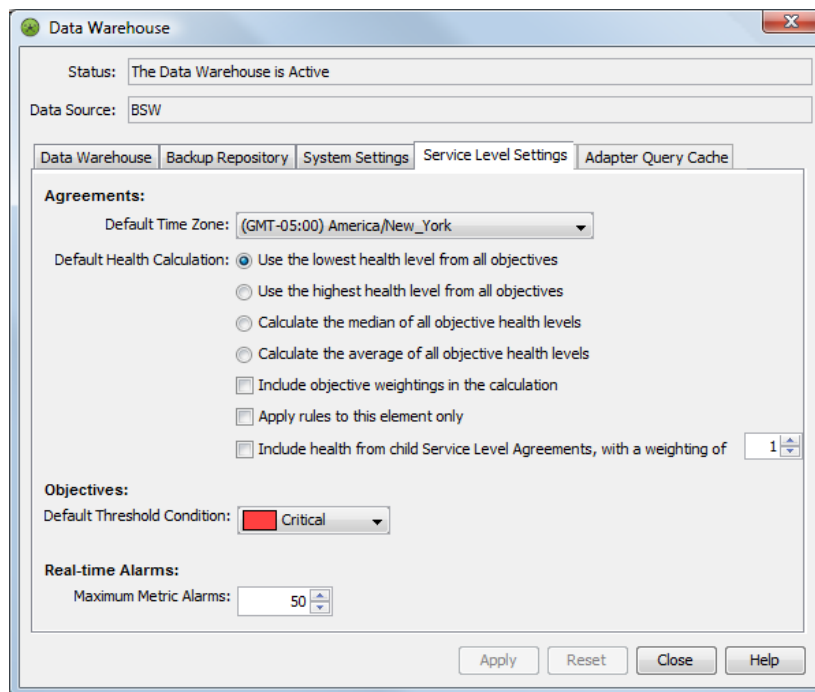 Data Warehouse
Status: The Data Warehouse is Active
Data Source: BSW
Data Warehouse Backup Repository System Settings Service Level Settings Adapter Query Cache
Agreements:
Default Time Zone: (GMT-05:00) America/New_York
Default Health Calculation: Use the lowest health level from all objectives
Use the highest health level from all objectives
Calculate the median of all objective health levels
Calculate the average of all objective health levels
Include objective weightings in the calculation
Apply rules to this element only
Include health from child Service Level Agreements, with a weighting of 1
Objectives:
Default Threshold Condition: Critical
Real-time Alarms:
Maximum Metric Alarms: 50
Apply Reset Close Help